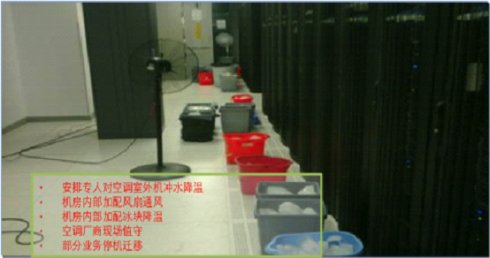 安排专人对空调室外机冲水降温
机房内部加配风扇通风
机房内部加配冰块降温
空调厂商现场值守
部分业务停机迁移